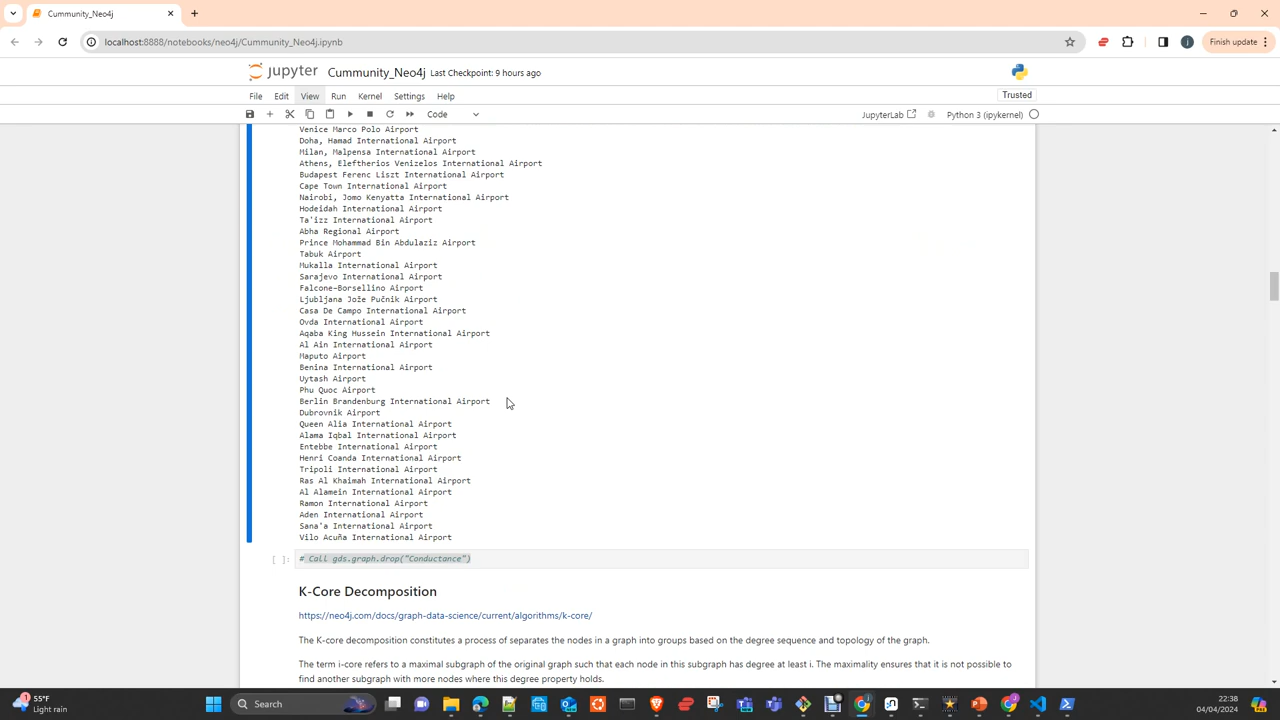 Cummunity_Neo4j
localhost:8888/notebooks/neo4j/Cummunity_Neo4j.ipynb
Finish update
jupyter Cummunity_Neo4j Last Checkpoint: 9 hours ago
File Edit View Run Kernel Settings Help
Trusted
Code
JupyterLab
Python 3 (ipykernel)
Venice Marco Polo Airport
Doha, Hamad International Airport
Milan, Malpensa International Airport
Athens, Eleftherios Venizelos International Airport
Budapest Ferenc Liszt International Airport
Cape Town International Airport
Nairobi, Jomo Kenyatta International Airport
Hodeidah International Airport
Ta'izz International Airport
Abha Regional Airport
Prince Mohammad Bin Abdulaziz Airport
Tabuk Airport
Mukalla International Airport
Sarajevo International Airport
Falcone–Borsellino Airport
Ljubljana Jože Pučnik Airport
Casa De Campo International Airport
Ovda International Airport
Aqaba King Hussein International Airport
Al Ain International Airport
Maputo Airport
Benina International Airport
Uytash Airport
Phu Quoc Airport
Berlin Brandenburg International Airport
Dubrovnik Airport
Queen Alia International Airport
Alama Iqbal International Airport
Entebbe International Airport
Henri Coanda International Airport
Tripoli International Airport
Ras Al Khaimah International Airport
Al Alamein International Airport
Ramon International Airport
Aden International Airport
Sana'a International Airport
Vilo Acuña International Airport
[ ]: # Call gds.graph.drop("Conductance")
K-Core Decomposition
https://neo4j.com/docs/graph-data-science/current/algorithms/k-core/
The K-core decomposition constitutes a process of separates the nodes in a graph into groups based on the degree sequence and topology of the graph.
The term i-core refers to a maximal subgraph of the original graph such that each node in this subgraph has degree at least i. The maximality ensures that it is not possible to
find another subgraph with more nodes where this degree property holds.
55°F
Light rain
Search
22:38
04/04/2024